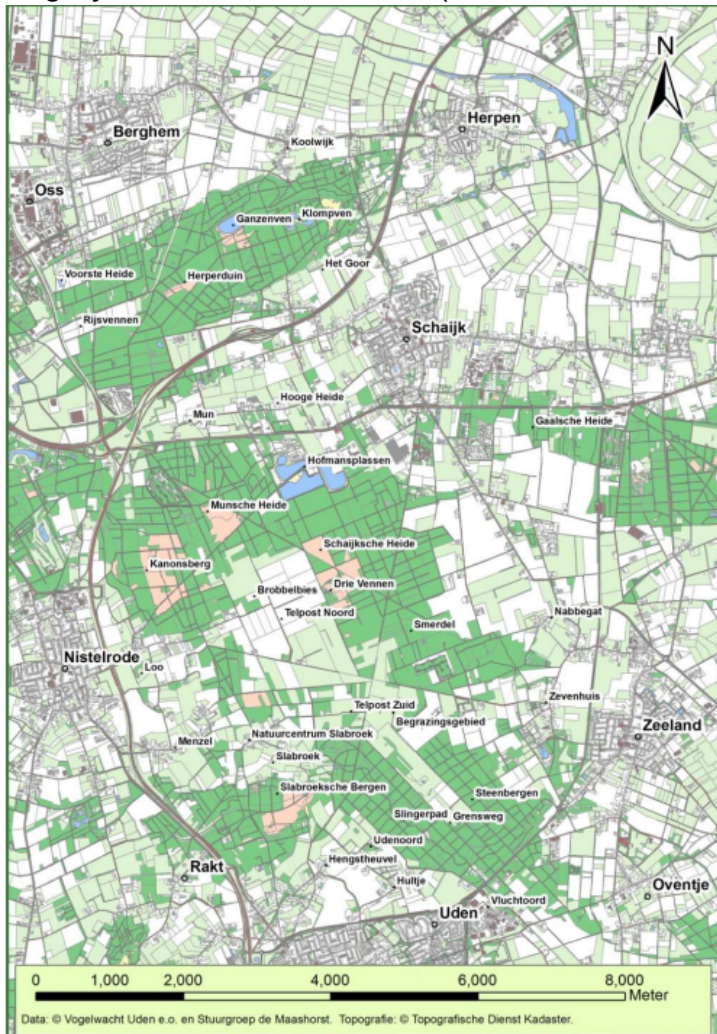 N
Berghem
Herpen
Koolwijk
Oss
Klompven
Ganzenven
Het Goor
Voorste Heide
Herperduin
Rijsvennen
Schaijk
Hooge Heide
Mun
Gaalsche Heide
Hofmansplassen
Munsche Heide
Schaijksche Heide
Kanonsberg
Drie Vennen
Brobbelbies
Telpost Noord
Nabbegat
Smerdel
Nistelrode
Loo
Zevenhuis
Telpost Zuid
Begrazingsgebied
Zeeland
Natuurcentrum Slabroek
Menzel
Slabroek
Slabroeksche Bergen
Steenbergen
Slingerpad
Grensweg
Udenoord
Hengstheuvel
Rakt
Hultje
Oventje
Vluchtoord
Uden
0 1,000 2,000 4,000 6,000 8,000
Meter
Data: © Vogelwacht Uden e.o. en Stuurgroep de Maashorst. Topografie: © Topografische Dienst Kadaster.